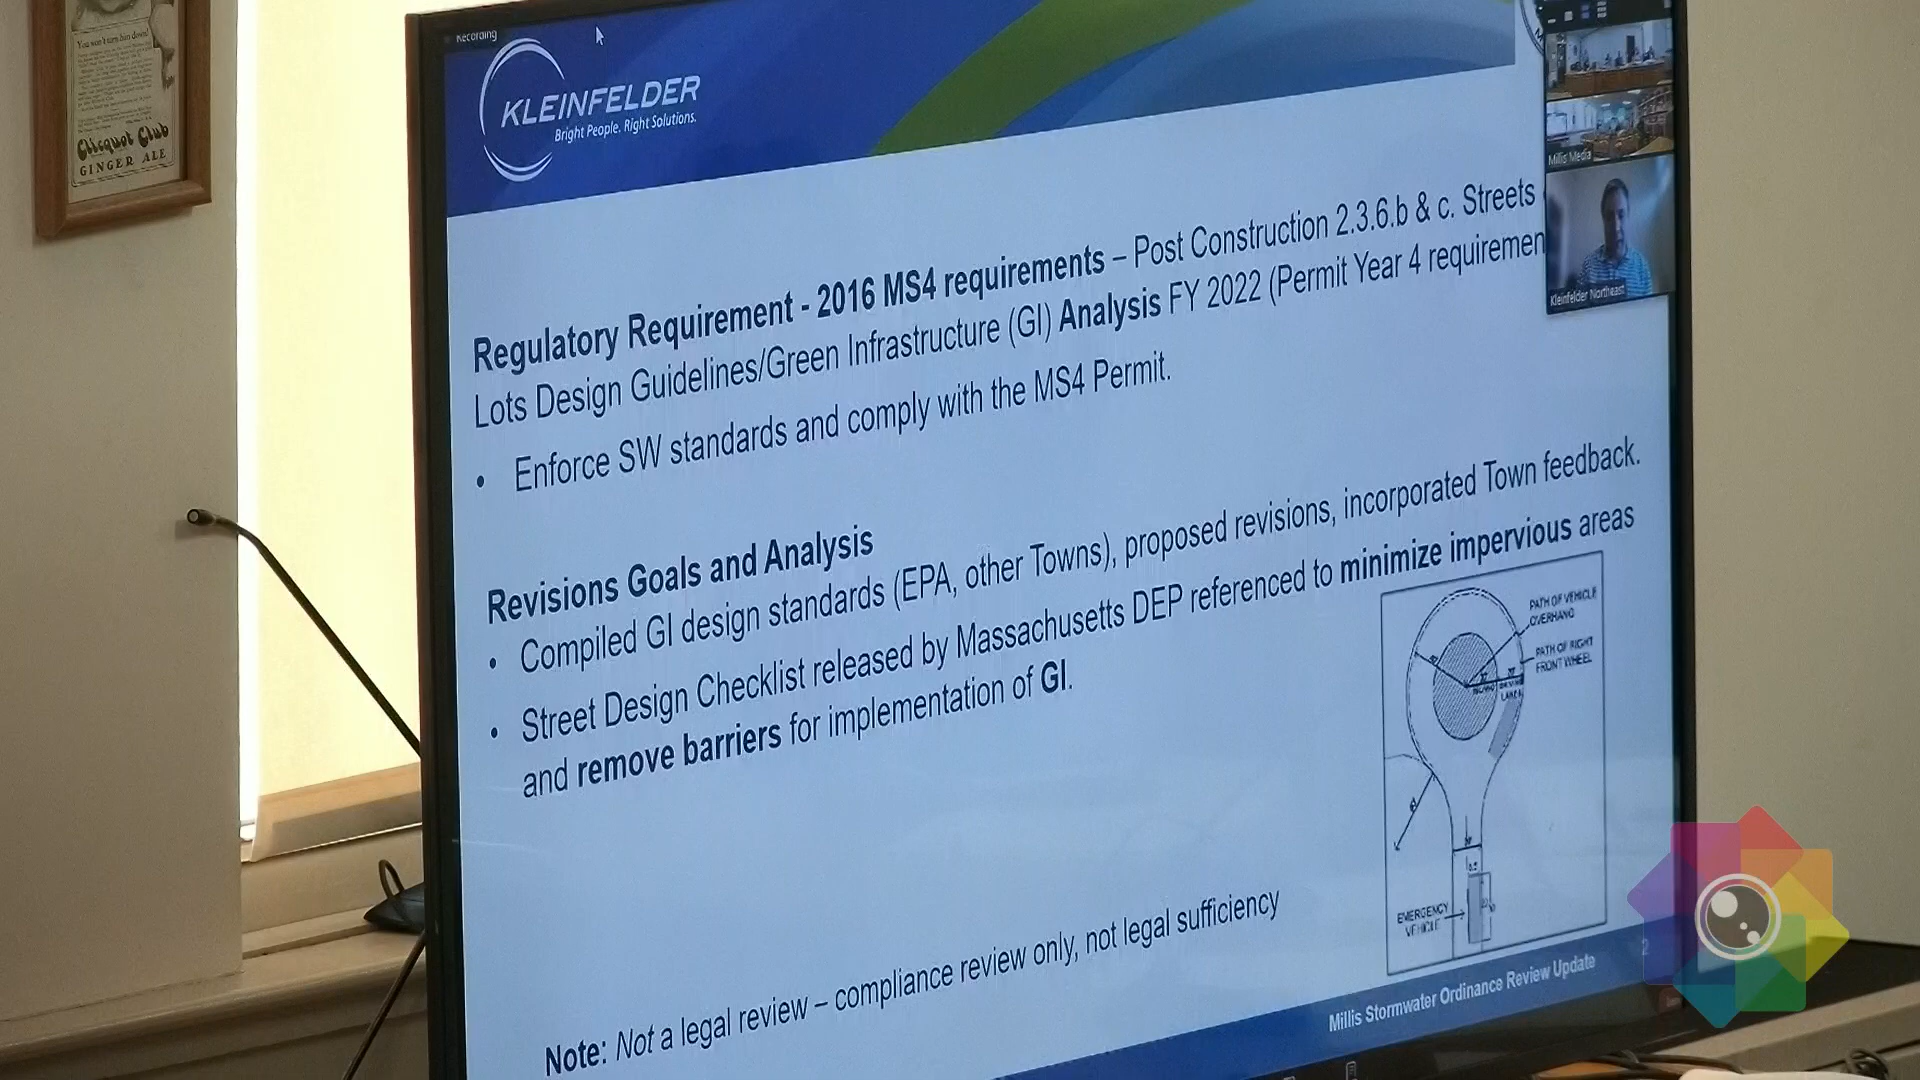 You won't turn him down!
Clicquot Club
GINGER ALE
Recording
KLEINFELDER
Bright People. Right Solutions.
Millis Media
Kleinfelder Northeast
Regulatory Requirement - 2016 MS4 requirements – Post Construction 2.3.6.b & c. Streets
Lots Design Guidelines/Green Infrastructure (GI) Analysis FY 2022 (Permit Year 4 requiremen
• Enforce SW standards and comply with the MS4 Permit.
Revisions Goals and Analysis
• Compiled GI design standards (EPA, other Towns), proposed revisions, incorporated Town feedback.
• Street Design Checklist released by Massachusetts DEP referenced to minimize impervious areas
and remove barriers for implementation of GI.
PATH OF VEHICLE
OVERHANG
PATH OF RIGHT
FRONT WHEEL
EMERGENCY
VEHICLE
Note: Not a legal review – compliance review only, not legal sufficiency
Millis Stormwater Ordinance Review Update
2